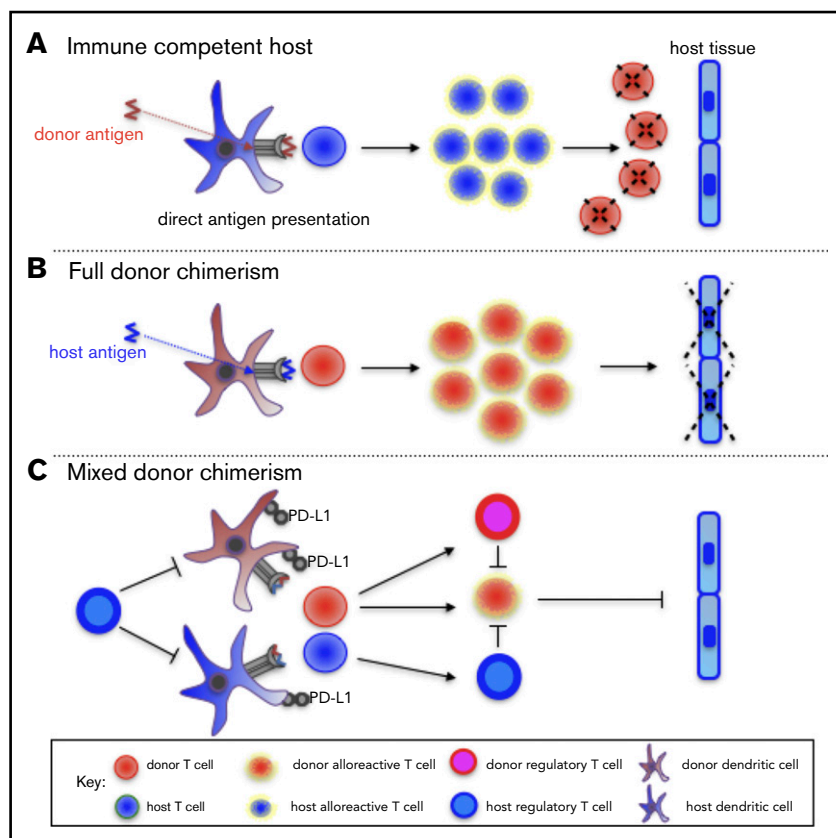 A Immune competent host
host tissue
donor antigen
direct antigen presentation
B Full donor chimerism
host antigen
C Mixed donor chimerism
PD-L1
PD-L1
PD-L1
Key:
donor T cell
donor alloreactive T cell
donor regulatory T cell
donor dendritic cell
host T cell
host alloreactive T cell
host regulatory T cell
host dendritic cell